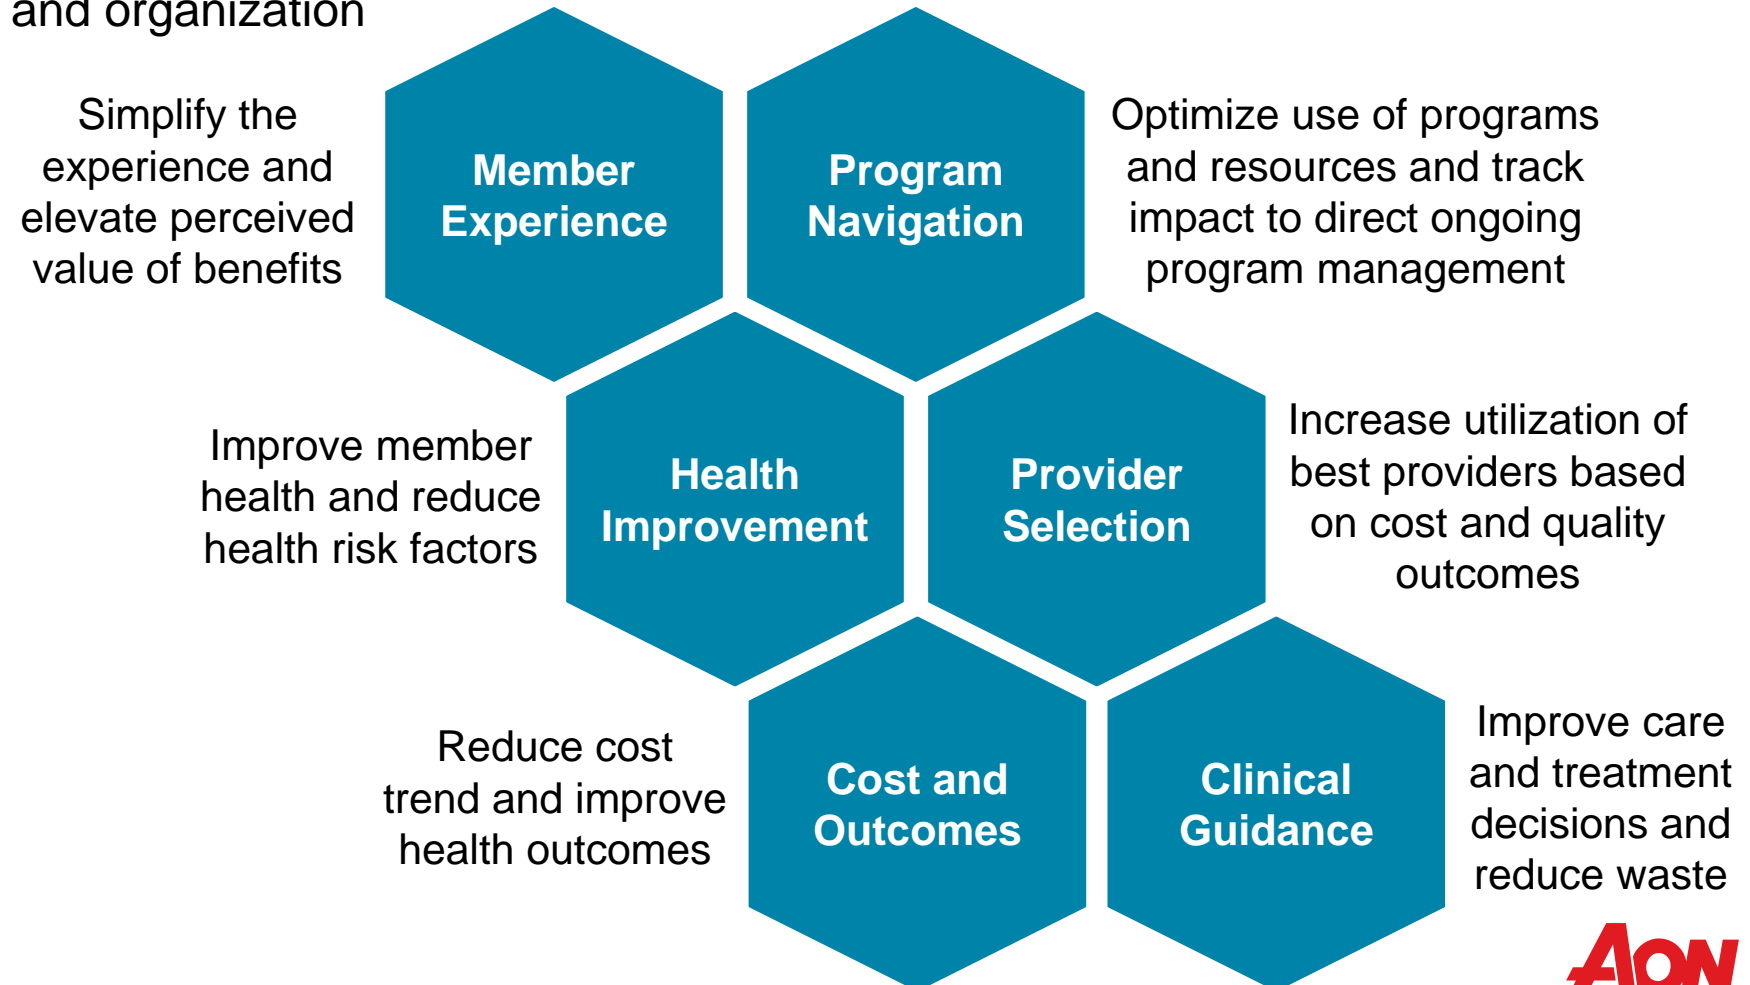 and organization
Simplify the
experience and
elevate perceived
value of benefits
Member
Experience
Program
Navigation
Optimize use of programs
and resources and track
impact to direct ongoing
program management
Improve member
health and reduce
health risk factors
Health
Improvement
Provider
Selection
Increase utilization of
best providers based
on cost and quality
outcomes
Reduce cost
trend and improve
health outcomes
Cost and
Outcomes
Clinical
Guidance
Improve care
and treatment
decisions and
reduce waste
AON